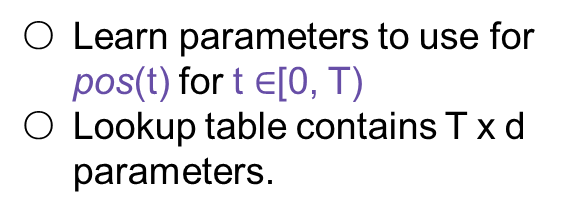 ○ Learn parameters to use for
pos(t) for t ∈[0, T)
○ Lookup table contains T x d
parameters.